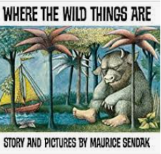 WHERE THE WILD THINGS ARE
STORY AND PICTURES BY MAURICE SENDAK